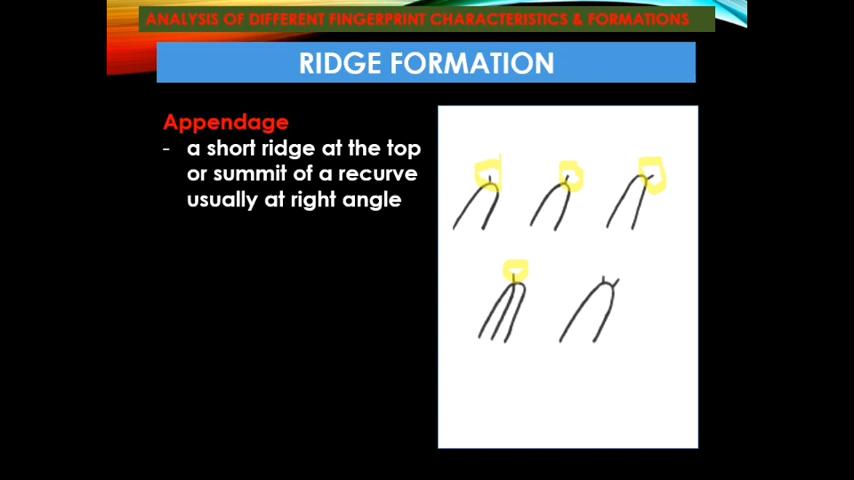 ANALYSIS OF DIFFERENT FINGERPRINT CHARACTERISTICS & FORMATIONS
RIDGE FORMATION
Appendage
- a short ridge at the top
or summit of a recurve
usually at right angle